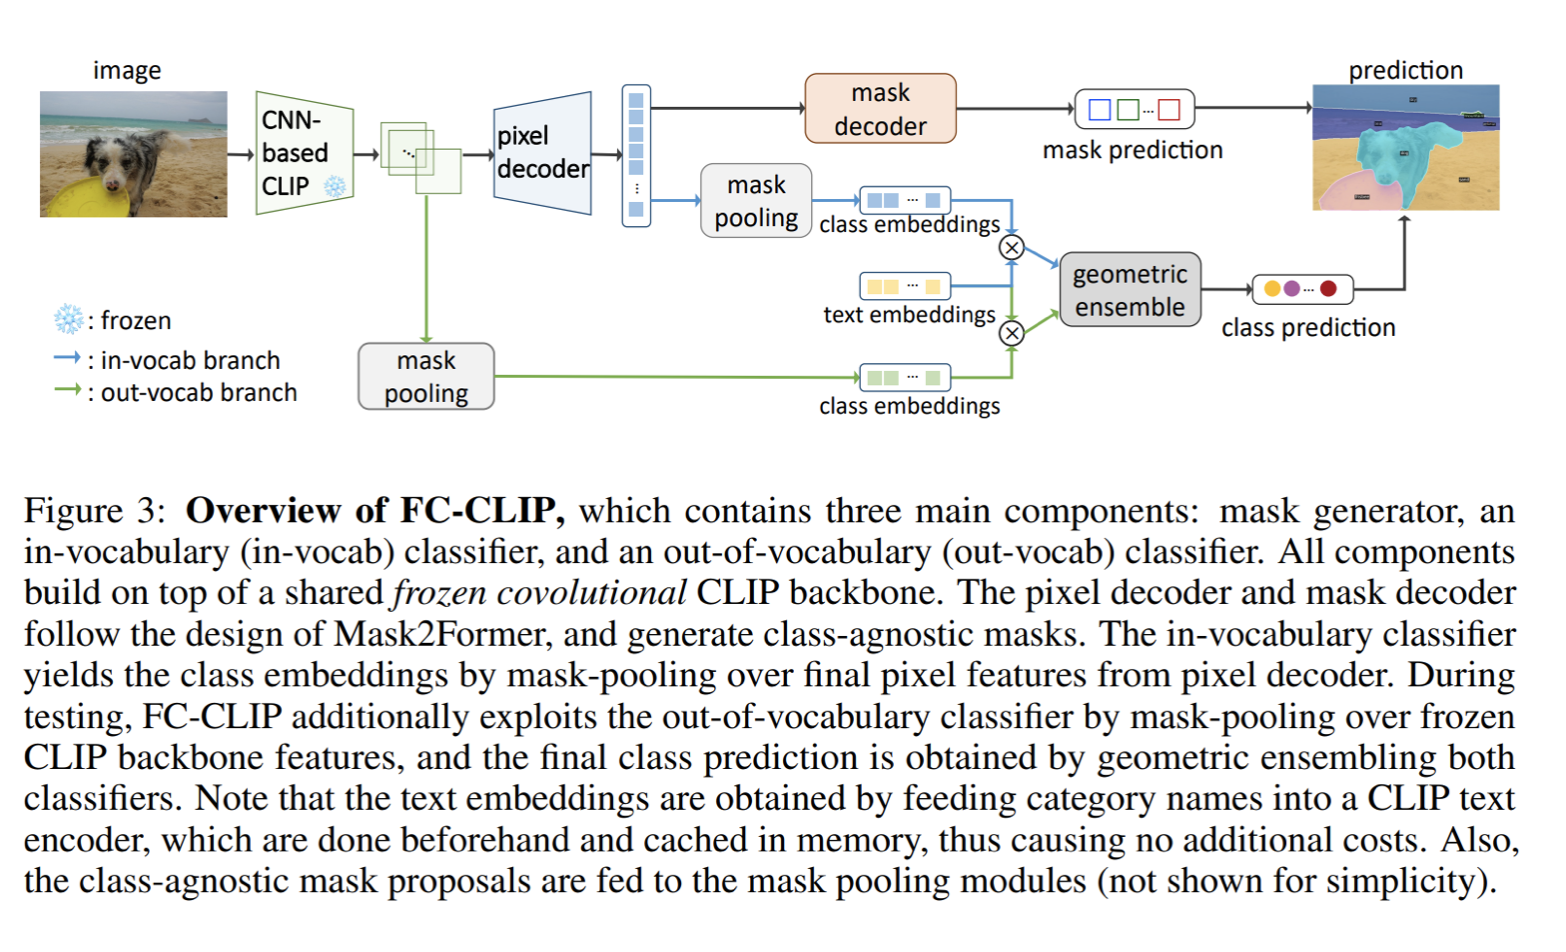 image
prediction
CNN-
based
CLIP
pixel
decoder
mask
decoder
mask prediction
mask
pooling
class embeddings
geometric
ensemble
text embeddings
class prediction
: frozen
: in-vocab branch
: out-vocab branch
mask
pooling
class embeddings
Figure 3: Overview of FC-CLIP, which contains three main components: mask generator, an
in-vocabulary (in-vocab) classifier, and an out-of-vocabulary (out-vocab) classifier. All components
build on top of a shared frozen covolutional CLIP backbone. The pixel decoder and mask decoder
follow the design of Mask2Former, and generate class-agnostic masks. The in-vocabulary classifier
yields the class embeddings by mask-pooling over final pixel features from pixel decoder. During
testing, FC-CLIP additionally exploits the out-of-vocabulary classifier by mask-pooling over frozen
CLIP backbone features, and the final class prediction is obtained by geometric ensembling both
classifiers. Note that the text embeddings are obtained by feeding category names into a CLIP text
encoder, which are done beforehand and cached in memory, thus causing no additional costs. Also,
the class-agnostic mask proposals are fed to the mask pooling modules (not shown for simplicity).